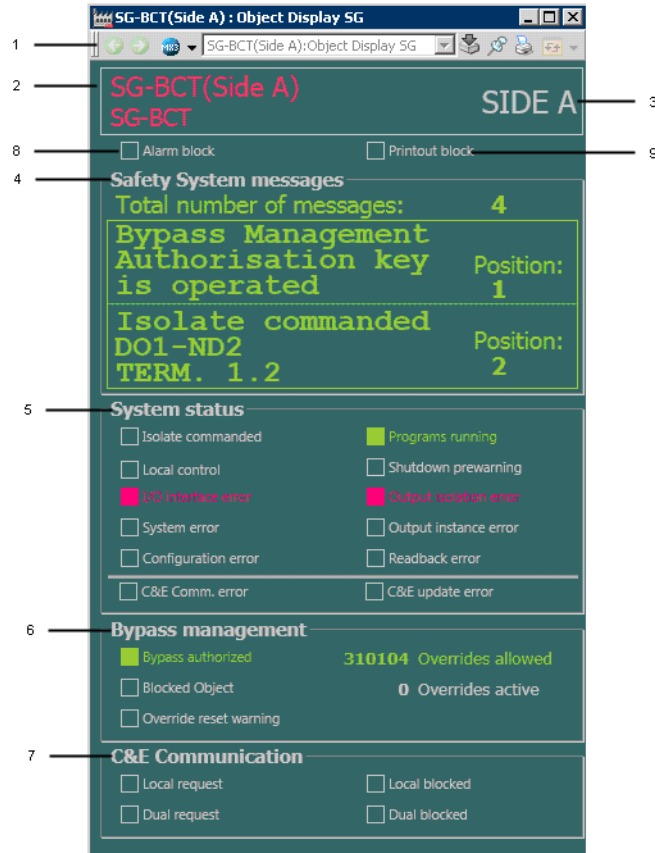 SG-BCT(Side A) : Object Display SG
1
MX3 SG-BCT(Side A):Object Display SG
2
SG-BCT(Side A)
SG-BCT
SIDE A
3
8
Alarm block
Printout block
9
4
Safety System messages
Total number of messages: 4
Bypass Management
Authorisation key
is operated
Position:
1
Isolate commanded
DO1-ND2
TERM. 1.2
Position:
2
5
System status
Isolate commanded
Programs running
Local control
Shutdown prewarning
I/O interface error
Output isolation error
System error
Output instance error
Configuration error
Readback error
C&E Comm. error
C&E update error
6
Bypass management
Bypass authorized
310104 Overrides allowed
Blocked Object
0 Overrides active
Override reset warning
7
C&E Communication
Local request
Local blocked
Dual request
Dual blocked